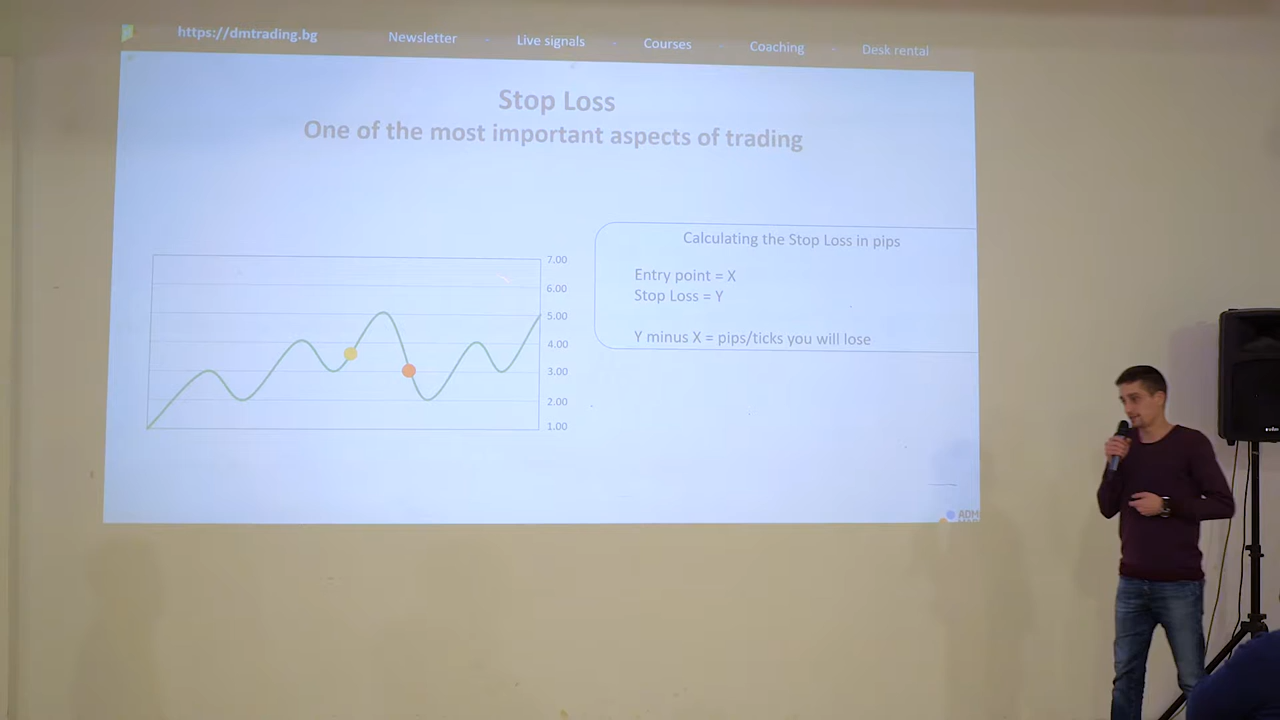 https://dmtrading.bg Newsletter - Live signals - Courses - Coaching - Desk rental
Stop Loss
One of the most important aspects of trading
Calculating the Stop Loss in pips
Entry point = X
Stop Loss = Y
Y minus X = pips/ticks you will lose
7.00
6.00
5.00
4.00
3.00
2.00
1.00
ADM